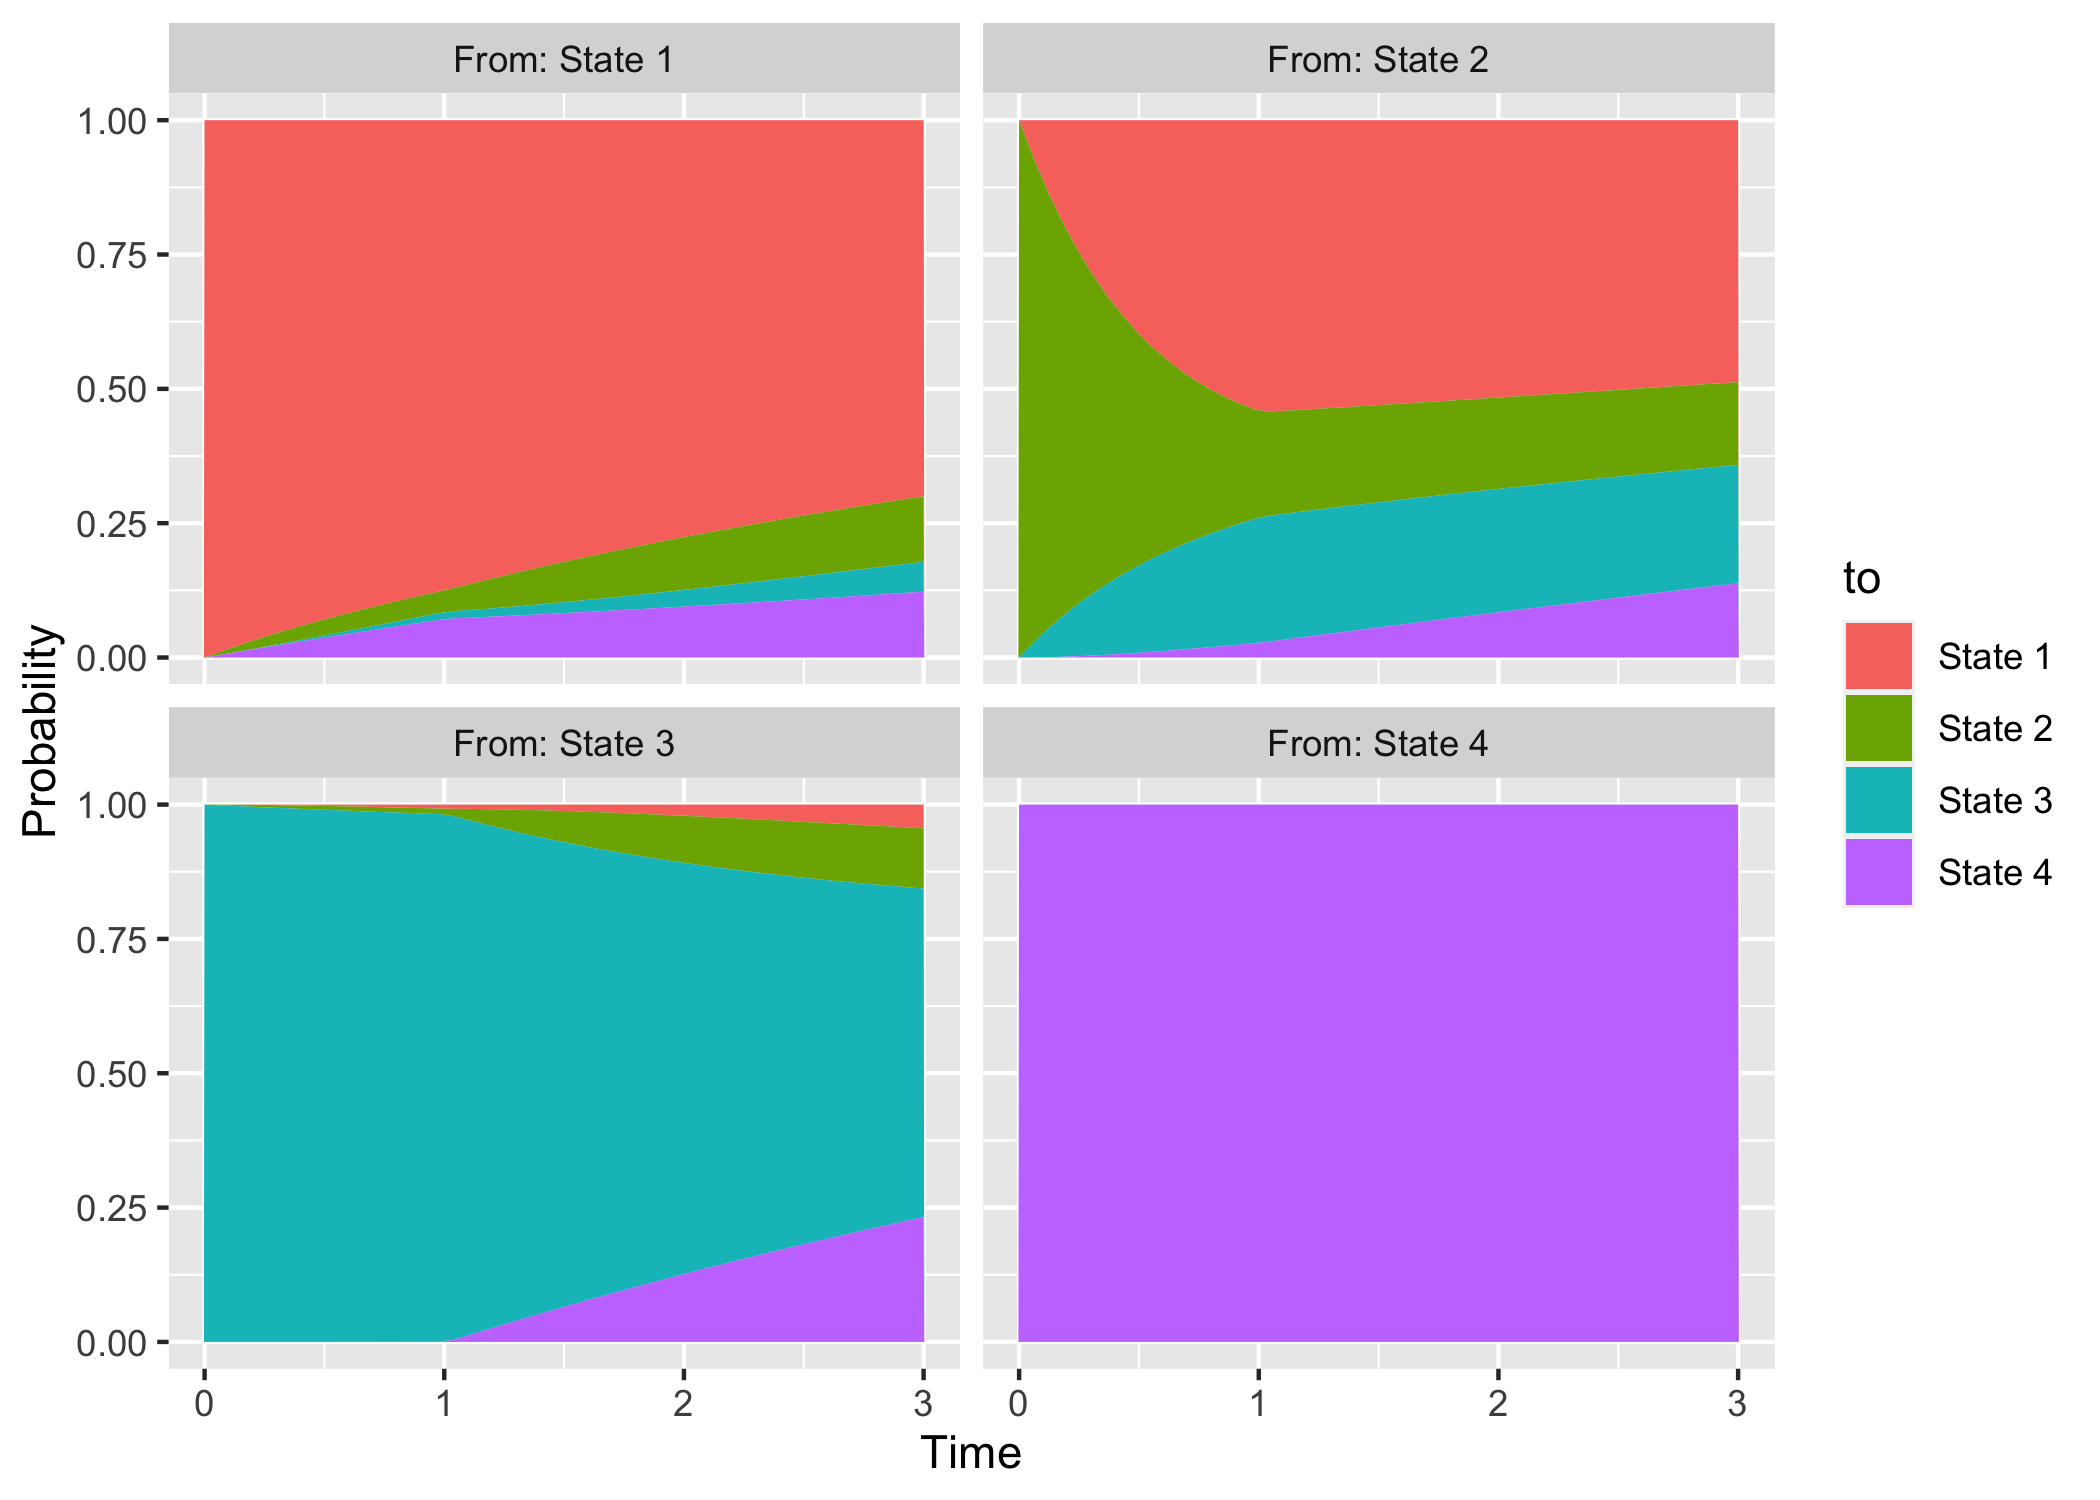 From: State 1
From: State 2
1.00
0.75
0.50
0.25
0.00
From: State 3
From: State 4
1.00
0.75
0.50
0.25
0.00
0 1 2 3
0 1 2 3
Time
Probability
to
State 1
State 2
State 3
State 4